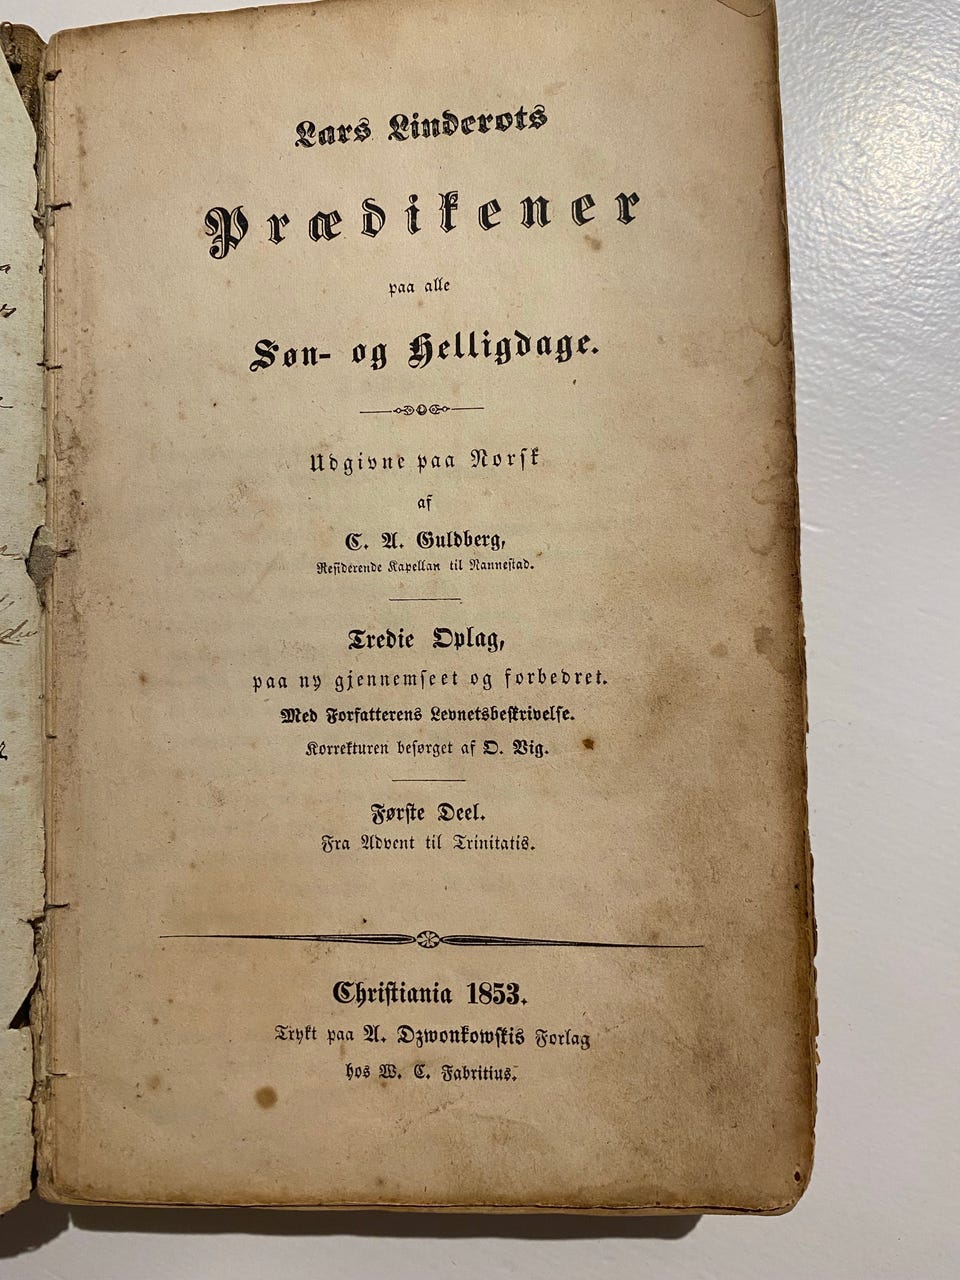 Lars Linderots
Prædikener
paa alle
Søn- og Helligdage.
Udgivne paa Norsk
af
C. A. Guldberg,
Residerende Kapellan til Nannestad.
Tredie Oplag,
paa ny gjennemseet og forbedret.
Med Forfatterens Levnetsbeskrivelse.
Korrekturen besørget af O. Vig.
Første Deel.
Fra Advent til Trinitatis.
Christiania 1853.
Trykt paa A. Dzwonkowskis Forlag
hos W. C. Fabritius.